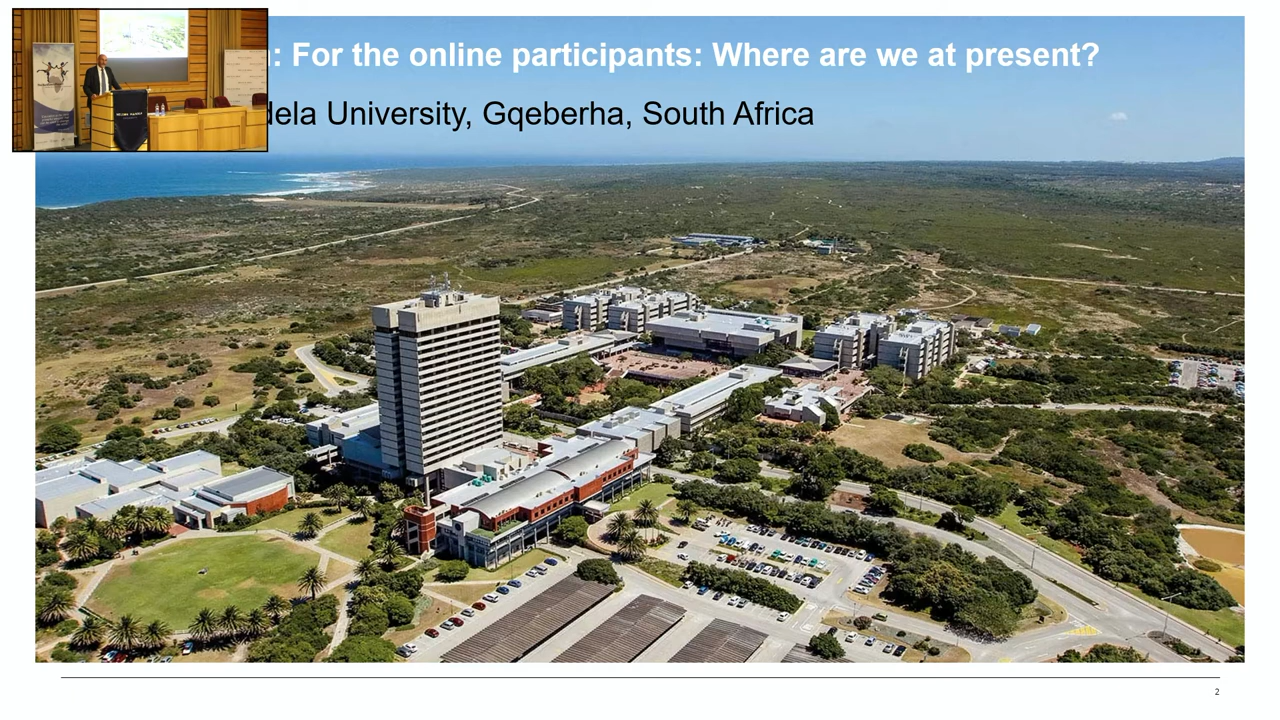 : For the online participants: Where are we at present?
dela University, Gqeberha, South Africa
2